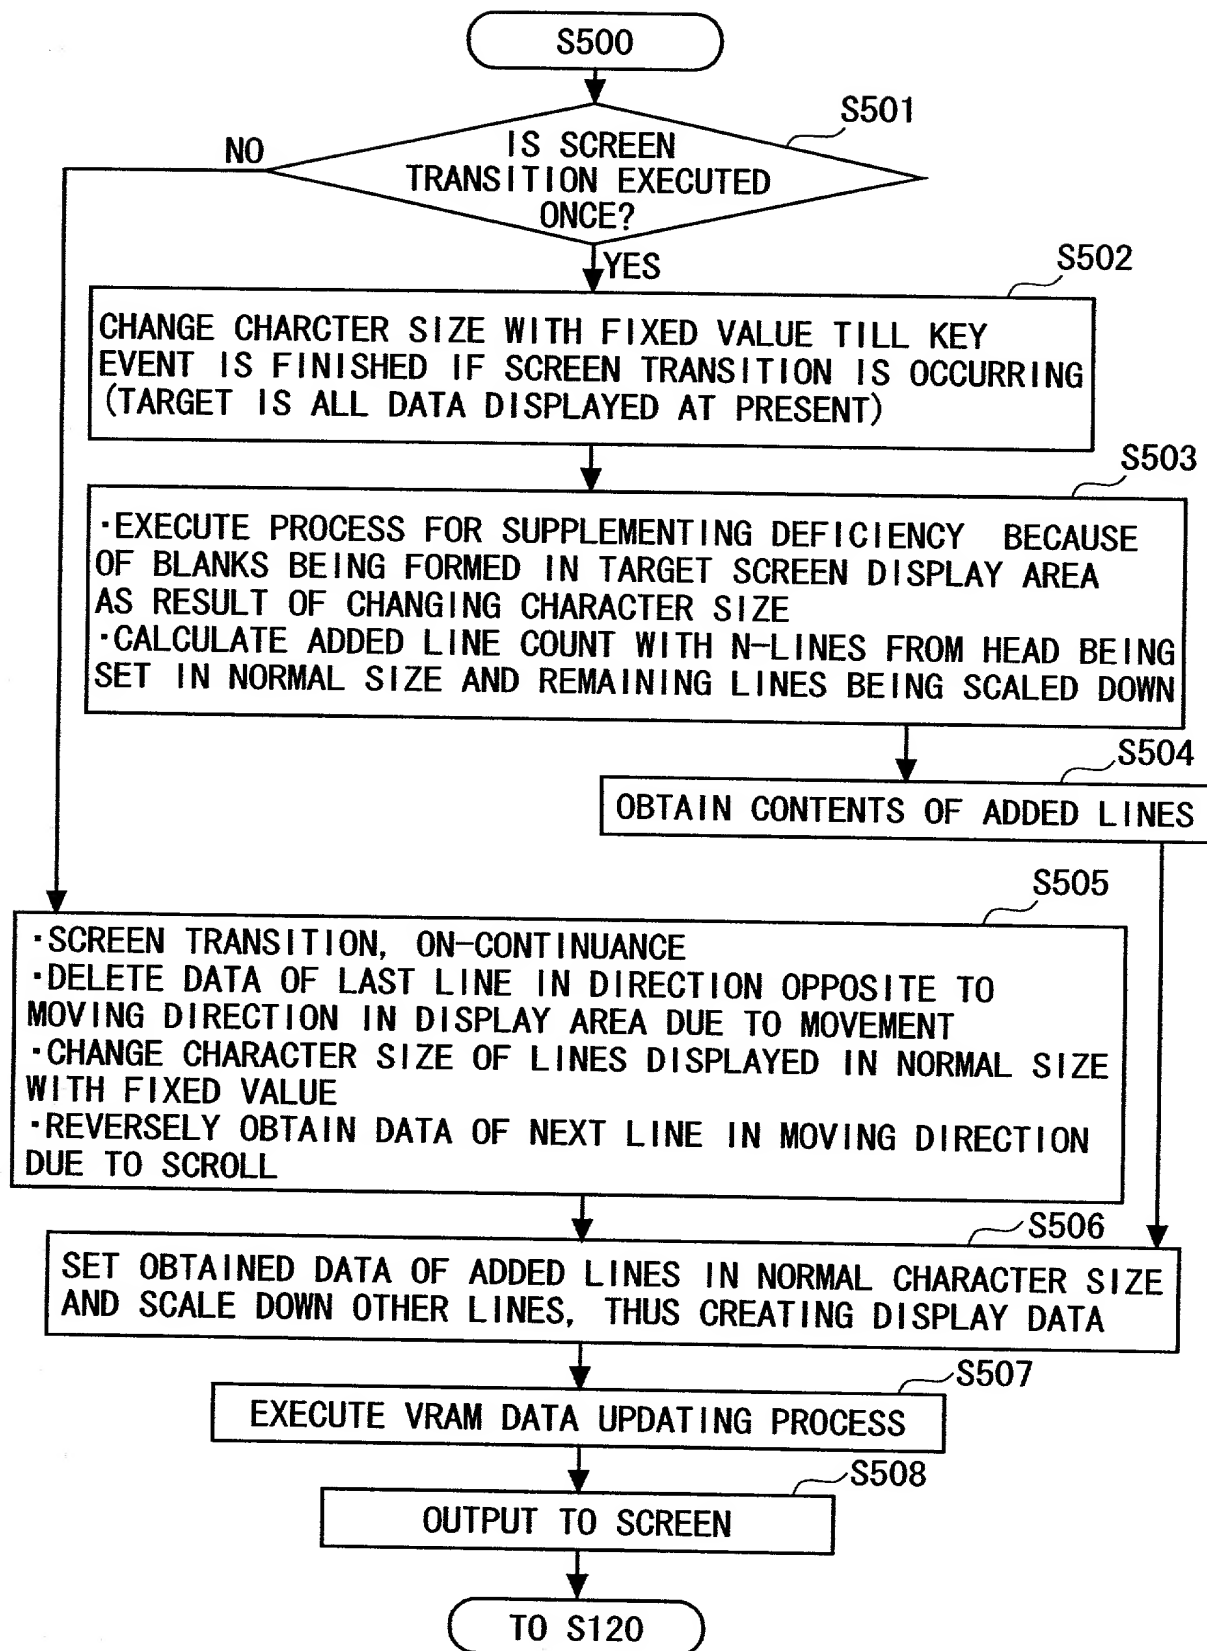 S500
S501
NO
IS SCREEN
TRANSITION EXECUTED
ONCE?
YES
S502
CHANGE CHARCTER SIZE WITH FIXED VALUE TILL KEY
EVENT IS FINISHED IF SCREEN TRANSITION IS OCCURRING
(TARGET IS ALL DATA DISPLAYED AT PRESENT)
S503
·EXECUTE PROCESS FOR SUPPLEMENTING DEFICIENCY BECAUSE
OF BLANKS BEING FORMED IN TARGET SCREEN DISPLAY AREA
AS RESULT OF CHANGING CHARACTER SIZE
·CALCULATE ADDED LINE COUNT WITH N-LINES FROM HEAD BEING
SET IN NORMAL SIZE AND REMAINING LINES BEING SCALED DOWN
S504
OBTAIN CONTENTS OF ADDED LINES
S505
·SCREEN TRANSITION, ON-CONTINUANCE
·DELETE DATA OF LAST LINE IN DIRECTION OPPOSITE TO
MOVING DIRECTION IN DISPLAY AREA DUE TO MOVEMENT
·CHANGE CHARACTER SIZE OF LINES DISPLAYED IN NORMAL SIZE
WITH FIXED VALUE
·REVERSELY OBTAIN DATA OF NEXT LINE IN MOVING DIRECTION
DUE TO SCROLL
S506
SET OBTAINED DATA OF ADDED LINES IN NORMAL CHARACTER SIZE
AND SCALE DOWN OTHER LINES, THUS CREATING DISPLAY DATA
S507
EXECUTE VRAM DATA UPDATING PROCESS
S508
OUTPUT TO SCREEN
TO S120